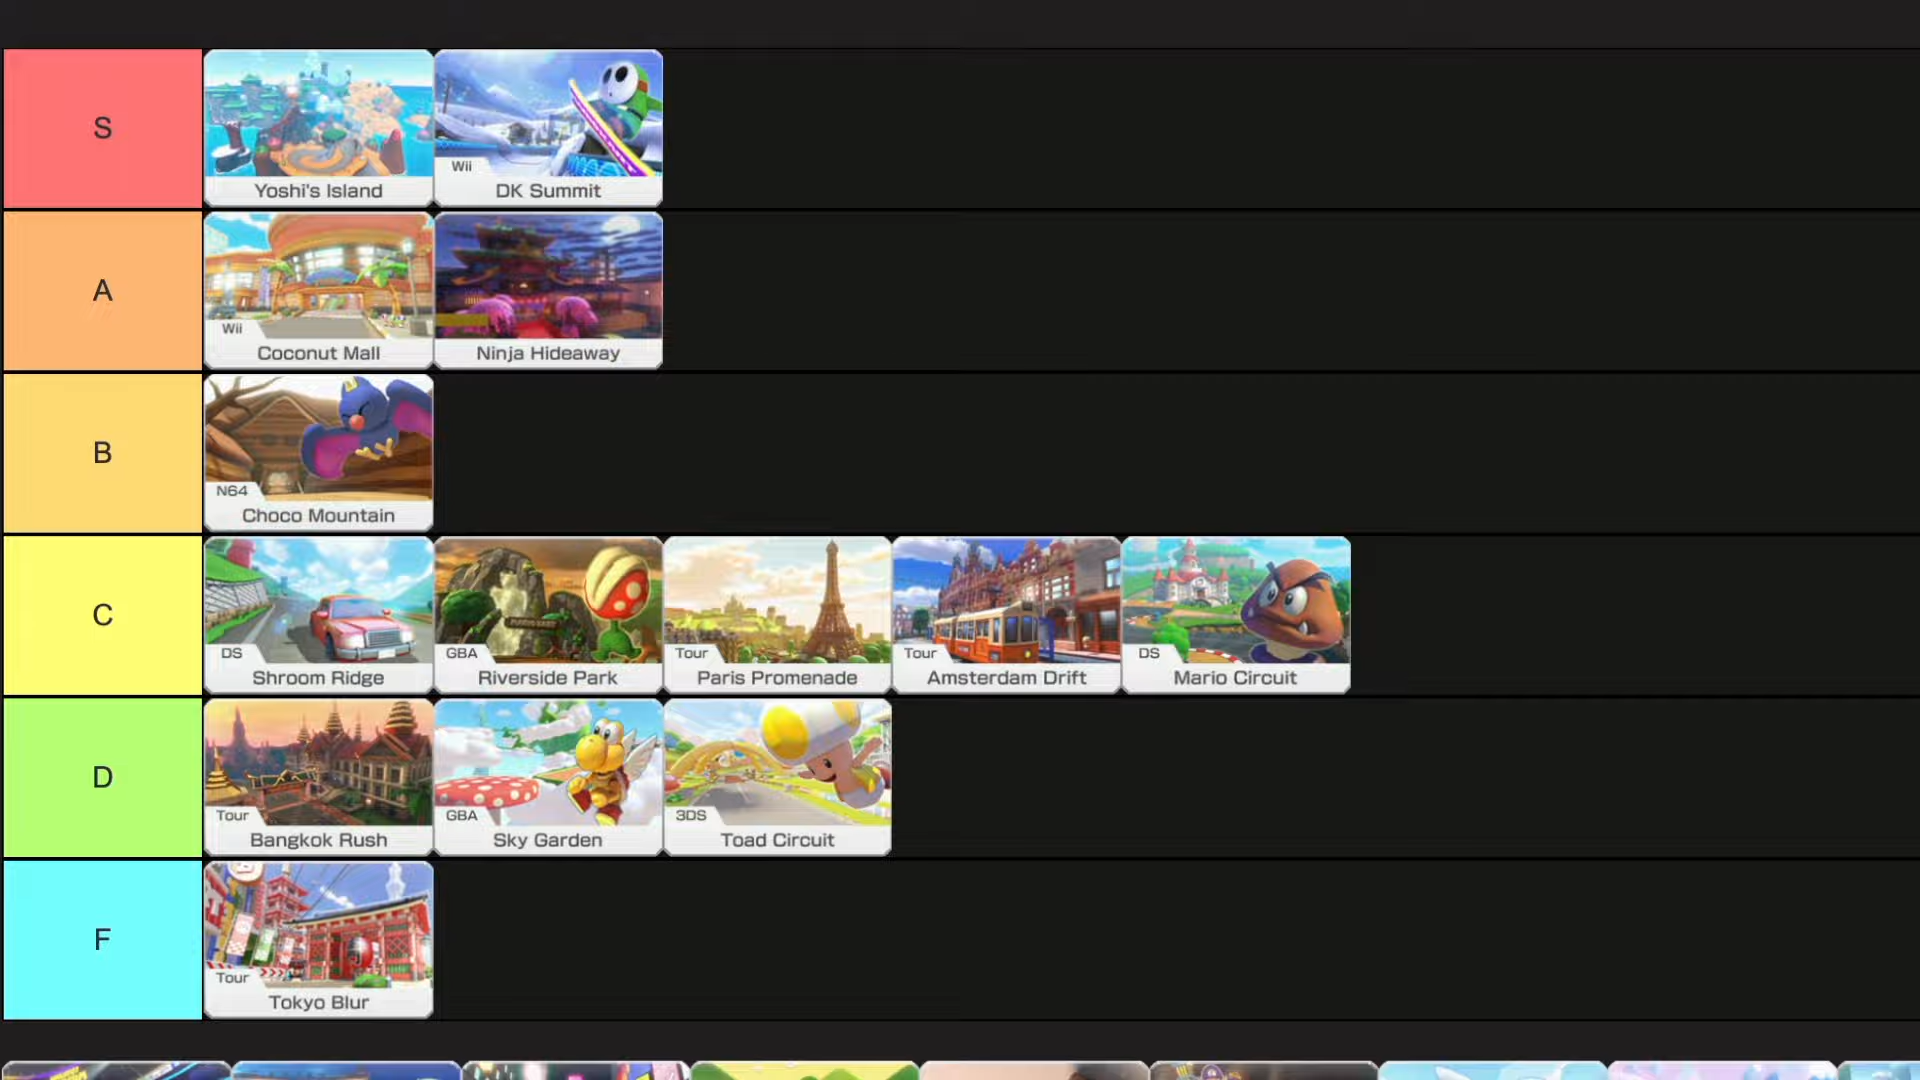 S
Yoshi's Island
Wii
DK Summit
A
Wii
Coconut Mall
Ninja Hideaway
B
N64
Choco Mountain
C
DS
Shroom Ridge
GBA
Riverside Park
Tour
Paris Promenade
Tour
Amsterdam Drift
DS
Mario Circuit
D
Tour
Bangkok Rush
GBA
Sky Garden
3DS
Toad Circuit
F
Tour
Tokyo Blur